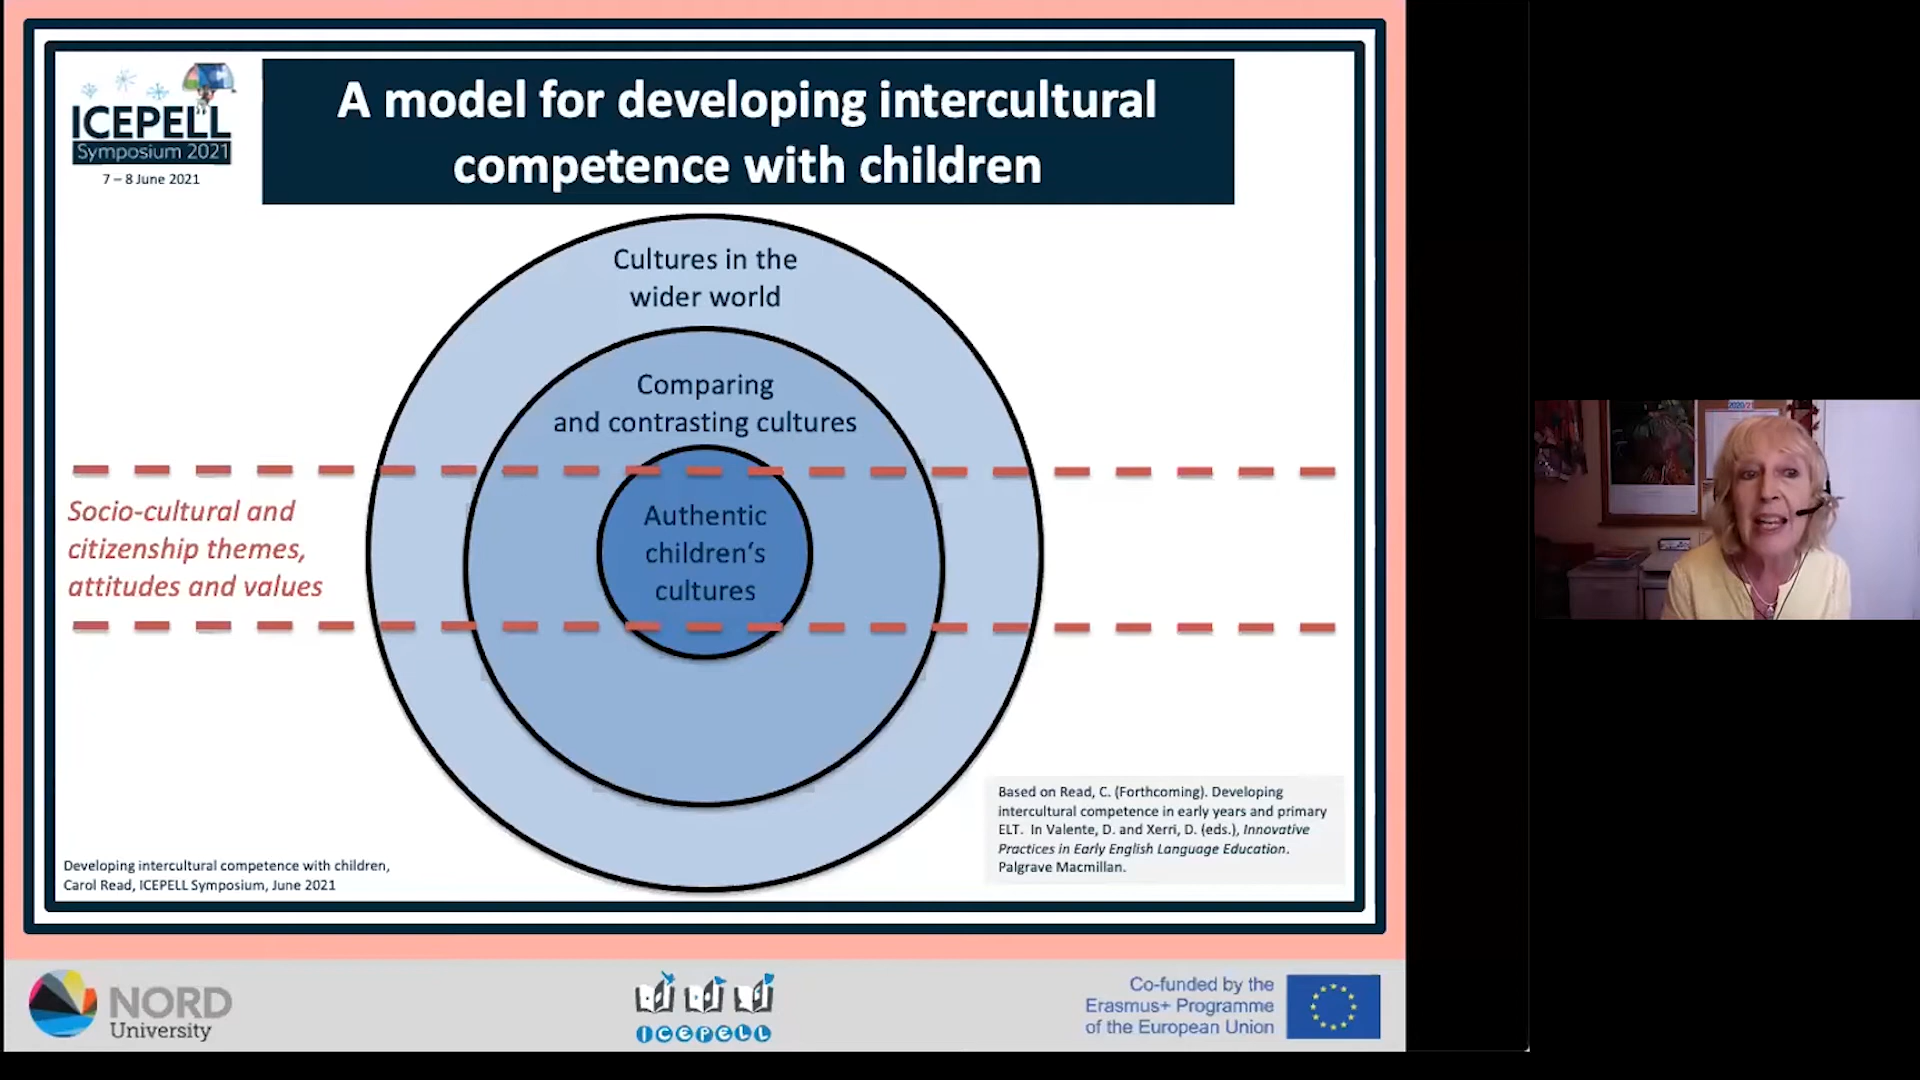 ICEPELL
Symposium 2021
7 – 8 June 2021
A model for developing intercultural
competence with children
Cultures in the
wider world
Comparing
and contrasting cultures
Authentic
children's
cultures
Socio-cultural and
citizenship themes,
attitudes and values
Based on Read, C. (Forthcoming). Developing
intercultural competence in early years and primary
ELT. In Valente, D. and Xerri, D. (eds.), Innovative
Practices in Early English Language Education.
Palgrave Macmillan.
Developing intercultural competence with children,
Carol Read, ICEPELL Symposium, June 2021
NORD
University
ICEPELL
Co-funded by the
Erasmus+ Programme
of the European Union